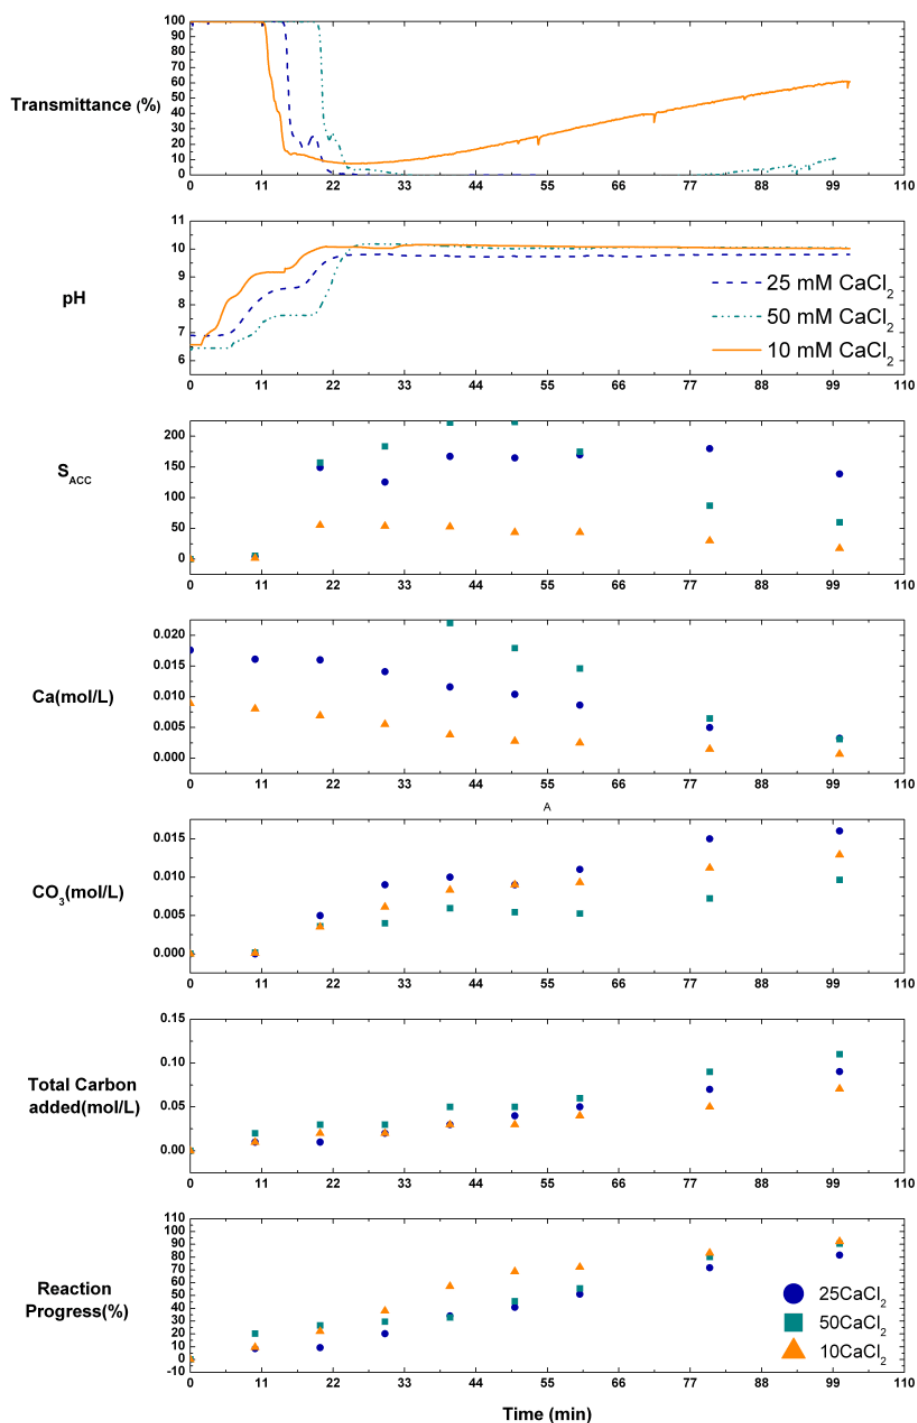 100
90
80
70
60
50
40
30
20
10
0
Transmittance (%)
0 11 22 33 44 55 66 77 88 99 110
11
10
9
8
7
6
pH
25 mM CaCl2
50 mM CaCl2
10 mM CaCl2
0 11 22 33 44 55 66 77 88 99 110
200
150
100
50
0
SACC
0 11 22 33 44 55 66 77 88 99 110
0.020
0.015
0.010
0.005
0.000
Ca(mol/L)
0 11 22 33 44 55 66 77 88 99 110
A
0.015
0.010
0.005
0.000
CO3(mol/L)
0 11 22 33 44 55 66 77 88 99 110
0.15
0.10
0.05
0.00
Total Carbon
added(mol/L)
0 11 22 33 44 55 66 77 88 99 110
110
100
90
80
70
60
50
40
30
20
10
0
-10
Reaction
Progress(%)
25CaCl2
50CaCl2
10CaCl2
0 11 22 33 44 55 66 77 88 99 110
Time (min)